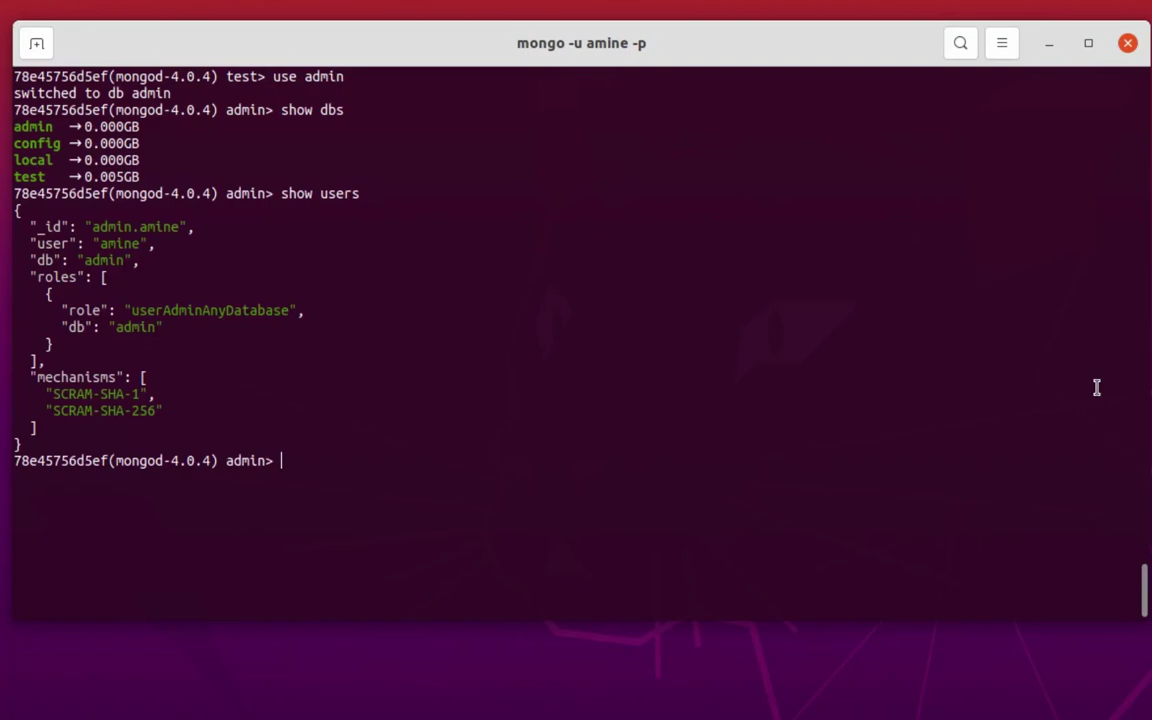 mongo -u amine -p
78e45756d5ef(mongod-4.0.4) test> use admin
switched to db admin
78e45756d5ef(mongod-4.0.4) admin> show dbs
admin  →0.000GB
config →0.000GB
local  →0.000GB
test   →0.005GB
78e45756d5ef(mongod-4.0.4) admin> show users
{
  "_id": "admin.amine",
  "user": "amine",
  "db": "admin",
  "roles": [
    {
      "role": "userAdminAnyDatabase",
      "db": "admin"
    }
  ],
  "mechanisms": [
    "SCRAM-SHA-1",
    "SCRAM-SHA-256"
  ]
}
78e45756d5ef(mongod-4.0.4) admin>